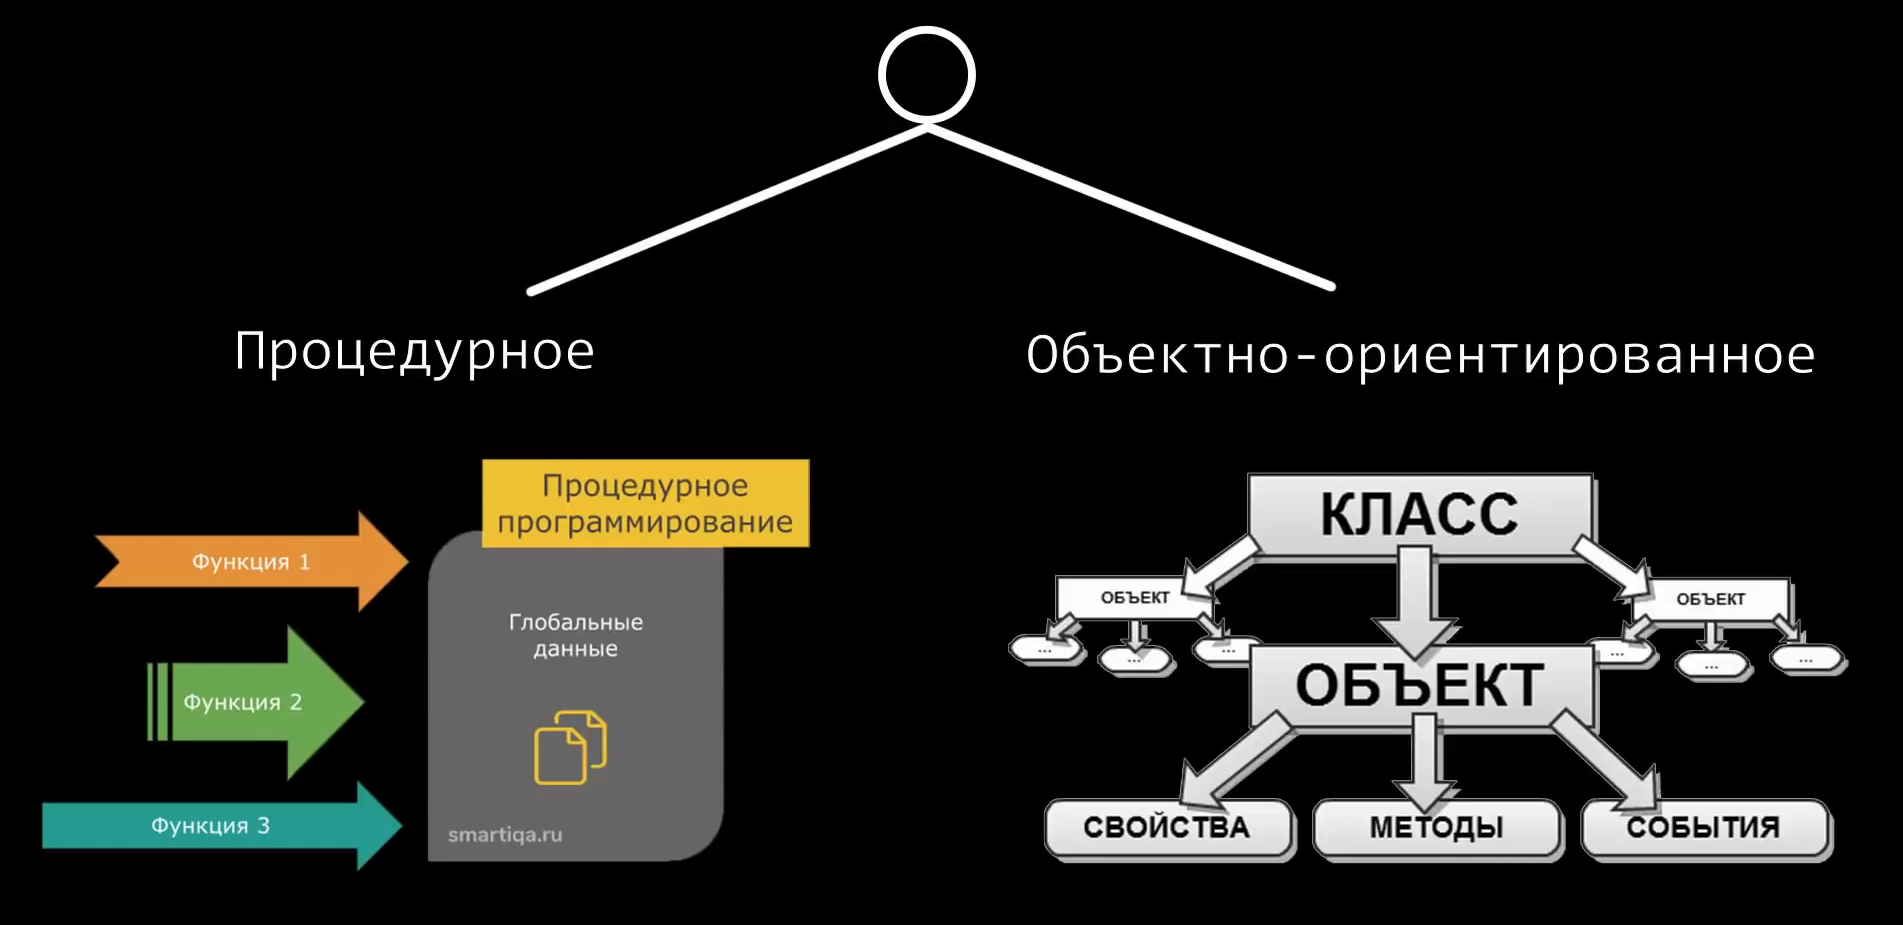 Процедурное
Объектно-ориентированное
Процедурное
программирование
Функция 1
Глобальные
данные
Функция 2
Функция 3
smartiqa.ru
КЛАСС
ОБЪЕКТ
ОБЪЕКТ
...
...
...
...
...
...
ОБЪЕКТ
СВОЙСТВА
МЕТОДЫ
СОБЫТИЯ